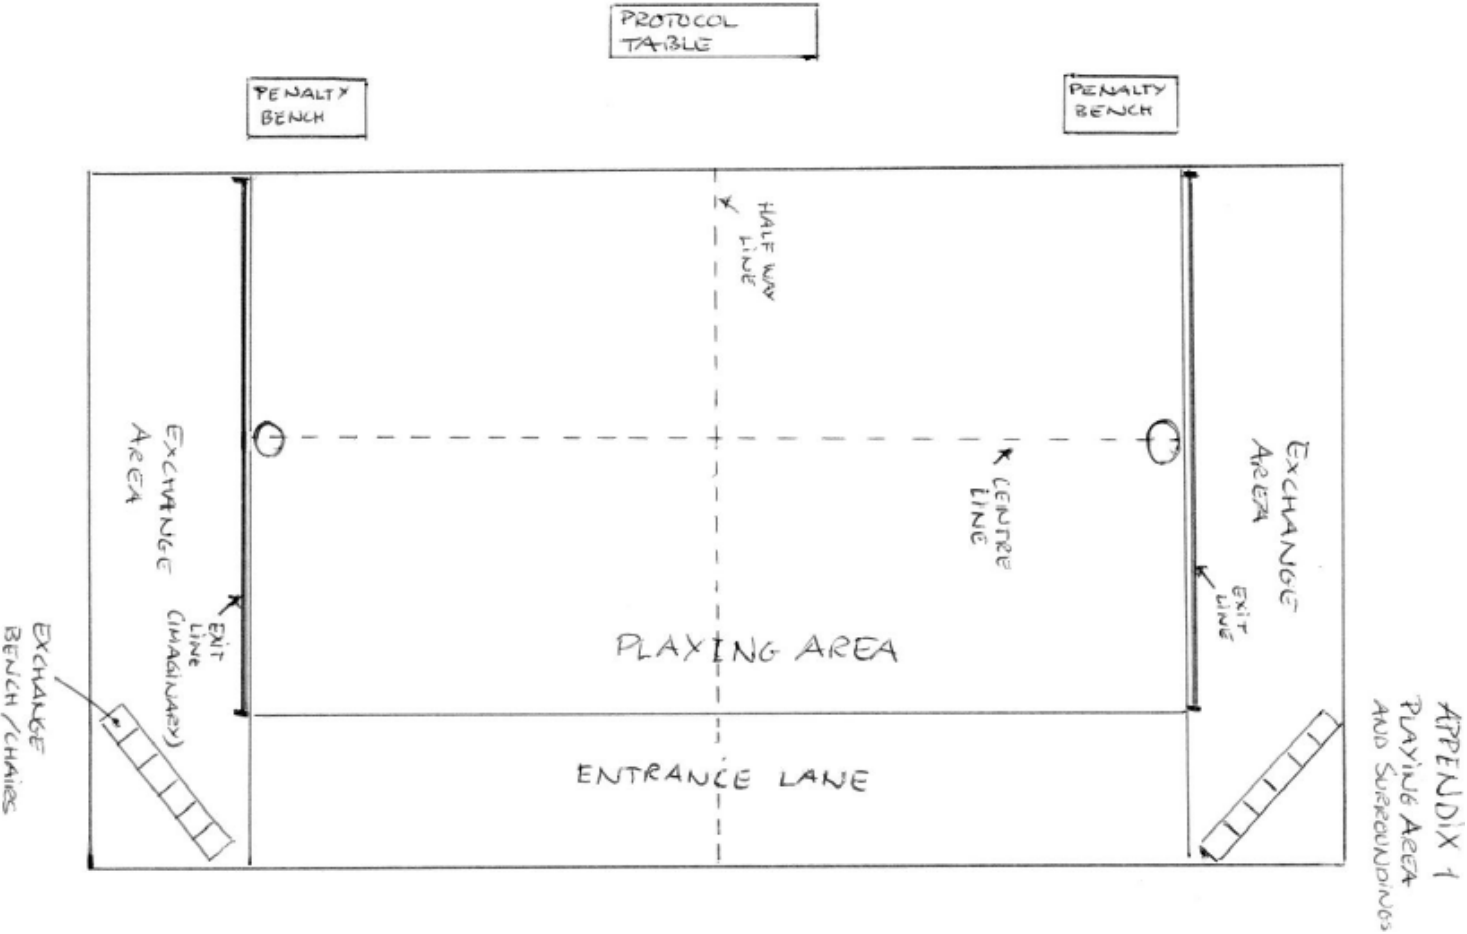 PROTOCOL
TABLE
PENALTY
BENCH
PENALTY
BENCH
HALF WAY
LINE
EXCHANGE
AREA
CENTRE
LINE
EXCHANGE
AREA
EXIT
LINE
(IMAGINARY)
EXIT
LINE
PLAYING AREA
EXCHANGE
BENCH/CHAIRS
ENTRANCE LANE
APPENDIX 1
PLAYING AREA
AND SURROUNDINGS